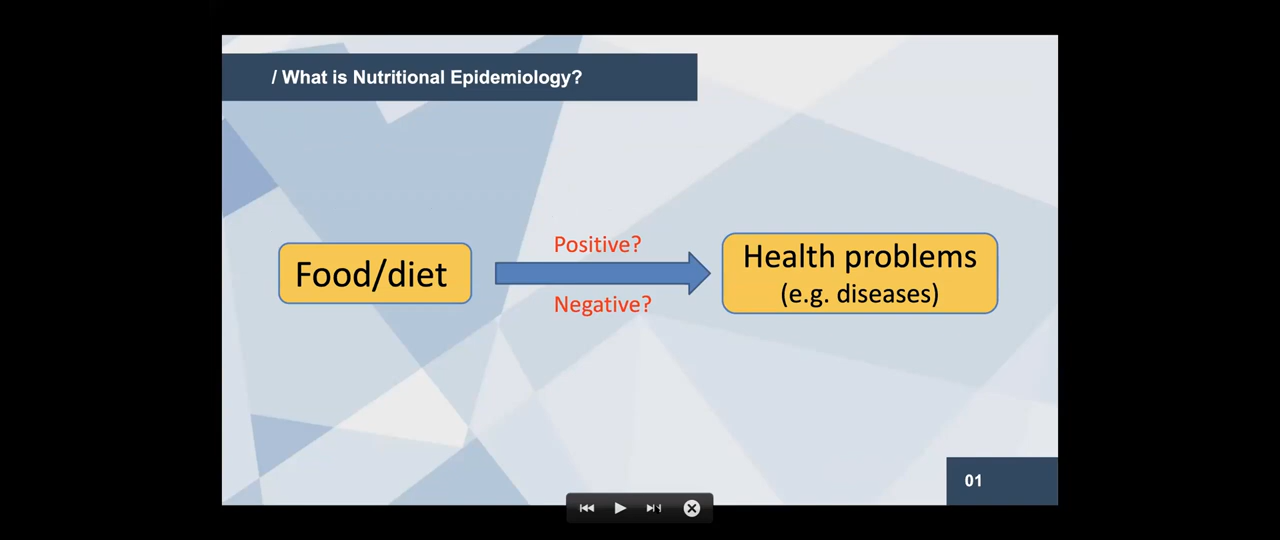 / What is Nutritional Epidemiology?
Positive?
Food/diet
Negative?
Health problems
(e.g. diseases)
01